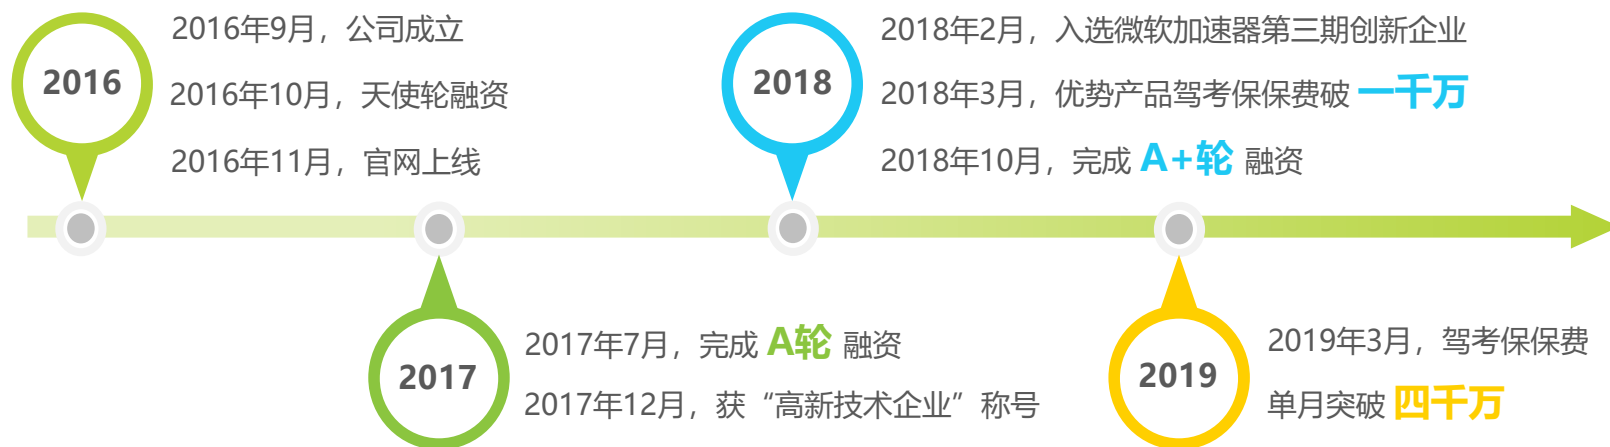 2016
2016年9月，公司成立
2016年10月，天使轮融资
2016年11月，官网上线
2017
2017年7月，完成 A轮 融资
2017年12月，获“高新技术企业”称号
2018
2018年2月，入选微软加速器第三期创新企业
2018年3月，优势产品驾考保保费破 一千万
2018年10月，完成 A+轮 融资
2019
2019年3月，驾考保保费
单月突破 四千万